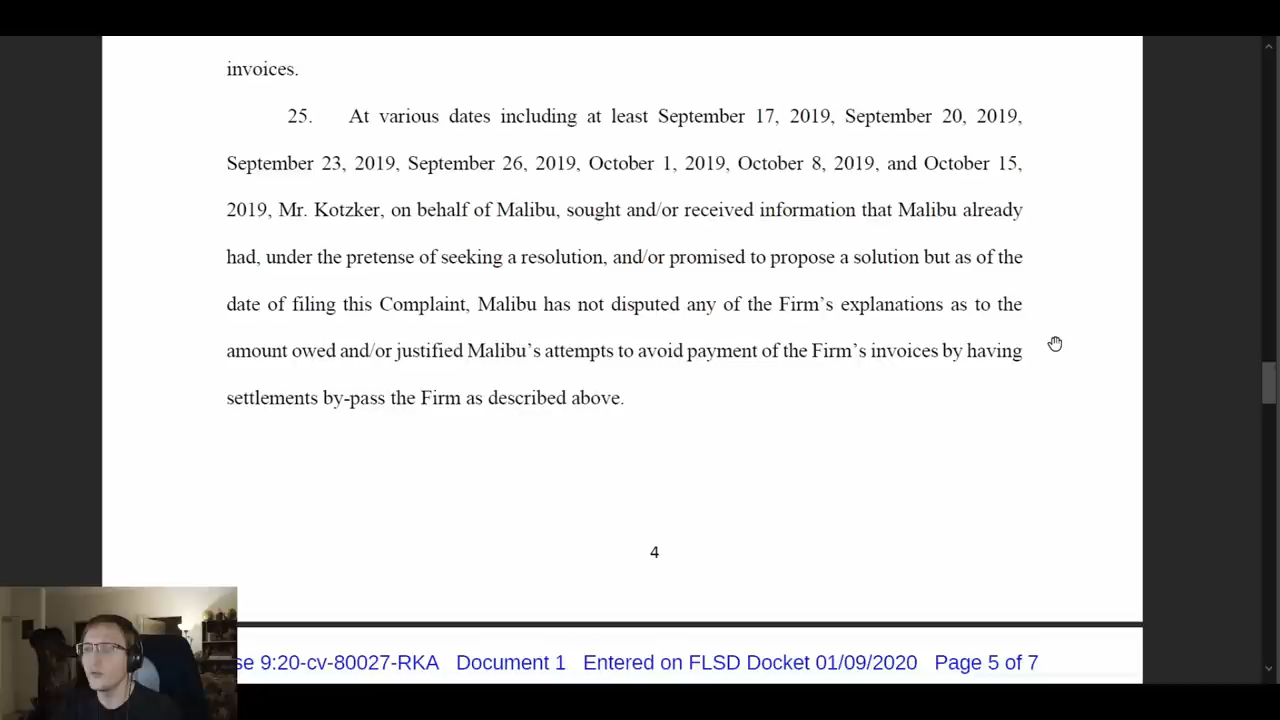 invoices.
25. At various dates including at least September 17, 2019, September 20, 2019,
September 23, 2019, September 26, 2019, October 1, 2019, October 8, 2019, and October 15,
2019, Mr. Kotzker, on behalf of Malibu, sought and/or received information that Malibu already
had, under the pretense of seeking a resolution, and/or promised to propose a solution but as of the
date of filing this Complaint, Malibu has not disputed any of the Firm’s explanations as to the
amount owed and/or justified Malibu’s attempts to avoid payment of the Firm’s invoices by having
settlements by-pass the Firm as described above.
4
se 9:20-cv-80027-RKA Document 1 Entered on FLSD Docket 01/09/2020 Page 5 of 7